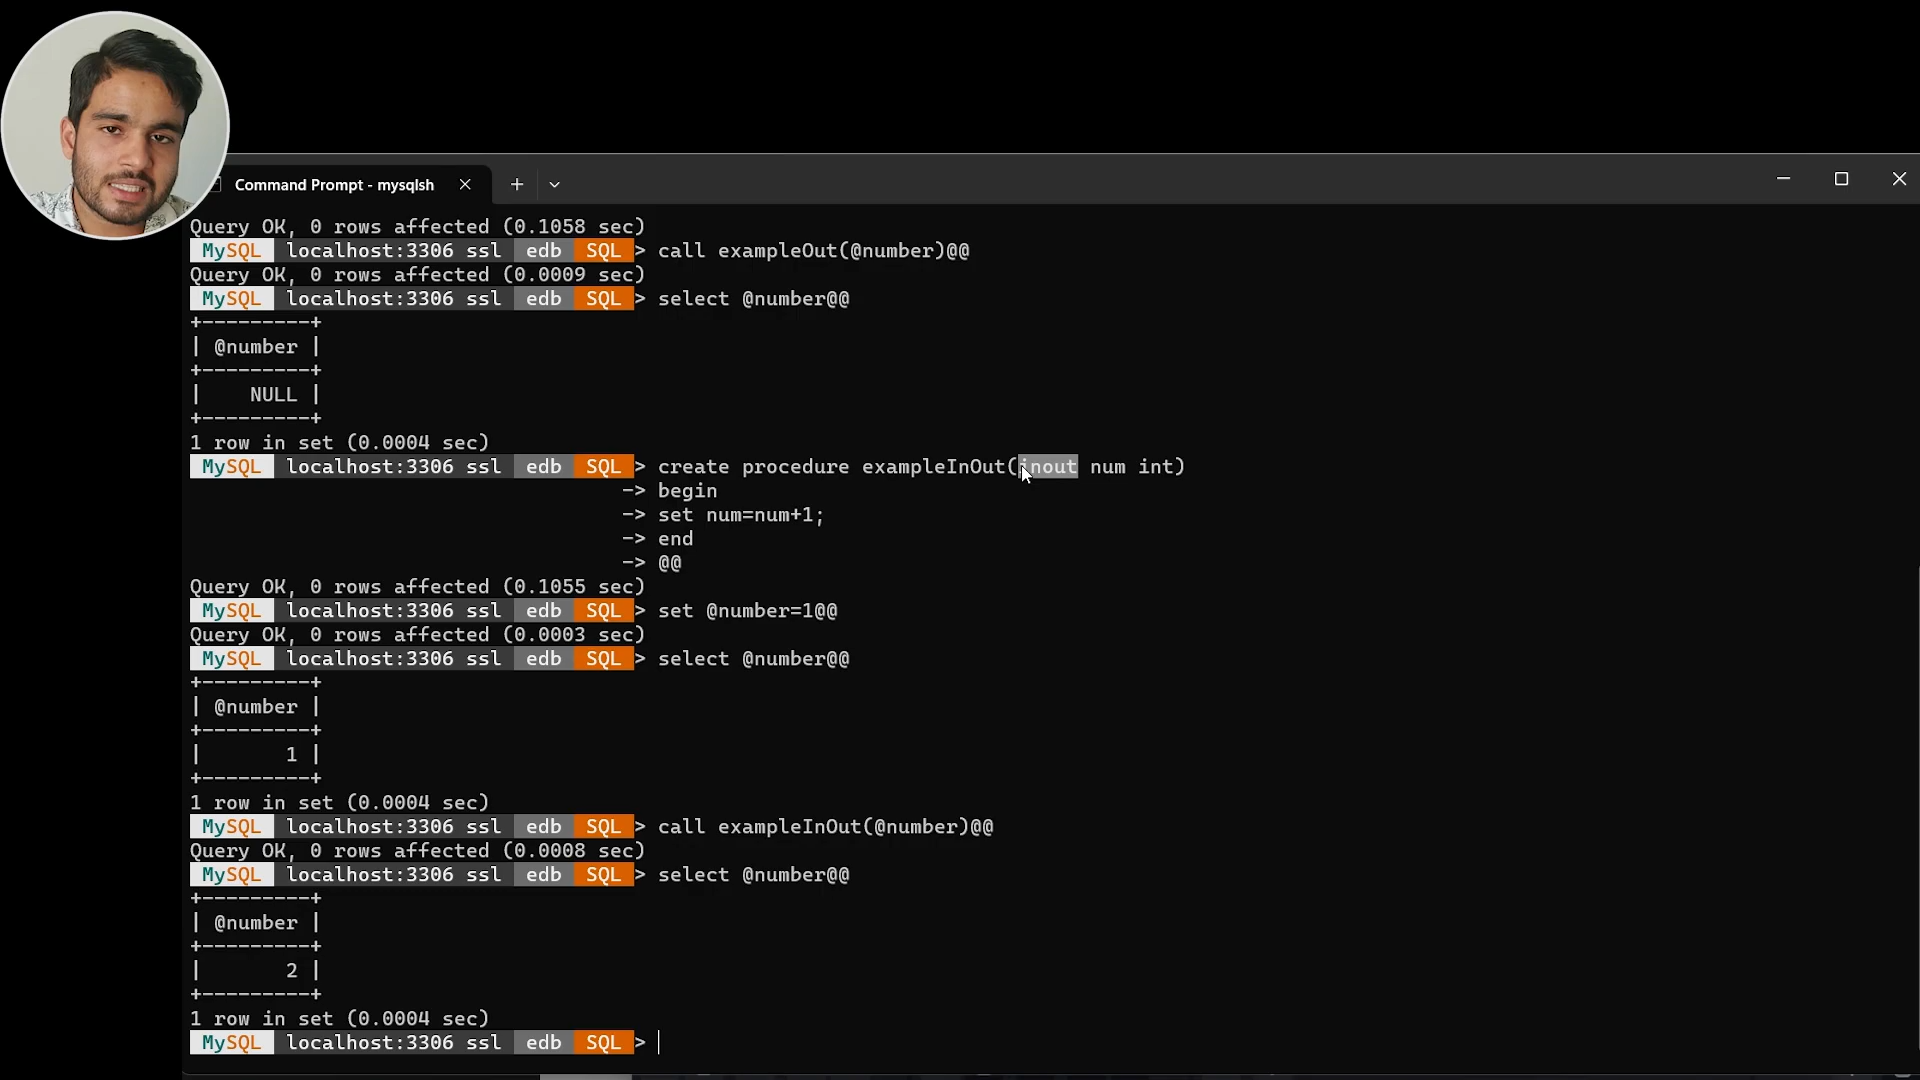 Command Prompt - mysqlsh
Query OK, 0 rows affected (0.1058 sec)
MySQL localhost:3306 ssl edb SQL > call exampleOut(@number)@@
Query OK, 0 rows affected (0.0009 sec)
MySQL localhost:3306 ssl edb SQL > select @number@@
+---------+
| @number |
+---------+
|    NULL |
+---------+
1 row in set (0.0004 sec)
MySQL localhost:3306 ssl edb SQL > create procedure exampleInOut(inout num int)
-> begin
-> set num=num+1;
-> end
-> @@
Query OK, 0 rows affected (0.1055 sec)
MySQL localhost:3306 ssl edb SQL > set @number=1@@
Query OK, 0 rows affected (0.0003 sec)
MySQL localhost:3306 ssl edb SQL > select @number@@
+---------+
| @number |
+---------+
|       1 |
+---------+
1 row in set (0.0004 sec)
MySQL localhost:3306 ssl edb SQL > call exampleInOut(@number)@@
Query OK, 0 rows affected (0.0008 sec)
MySQL localhost:3306 ssl edb SQL > select @number@@
+---------+
| @number |
+---------+
|       2 |
+---------+
1 row in set (0.0004 sec)
MySQL localhost:3306 ssl edb SQL >